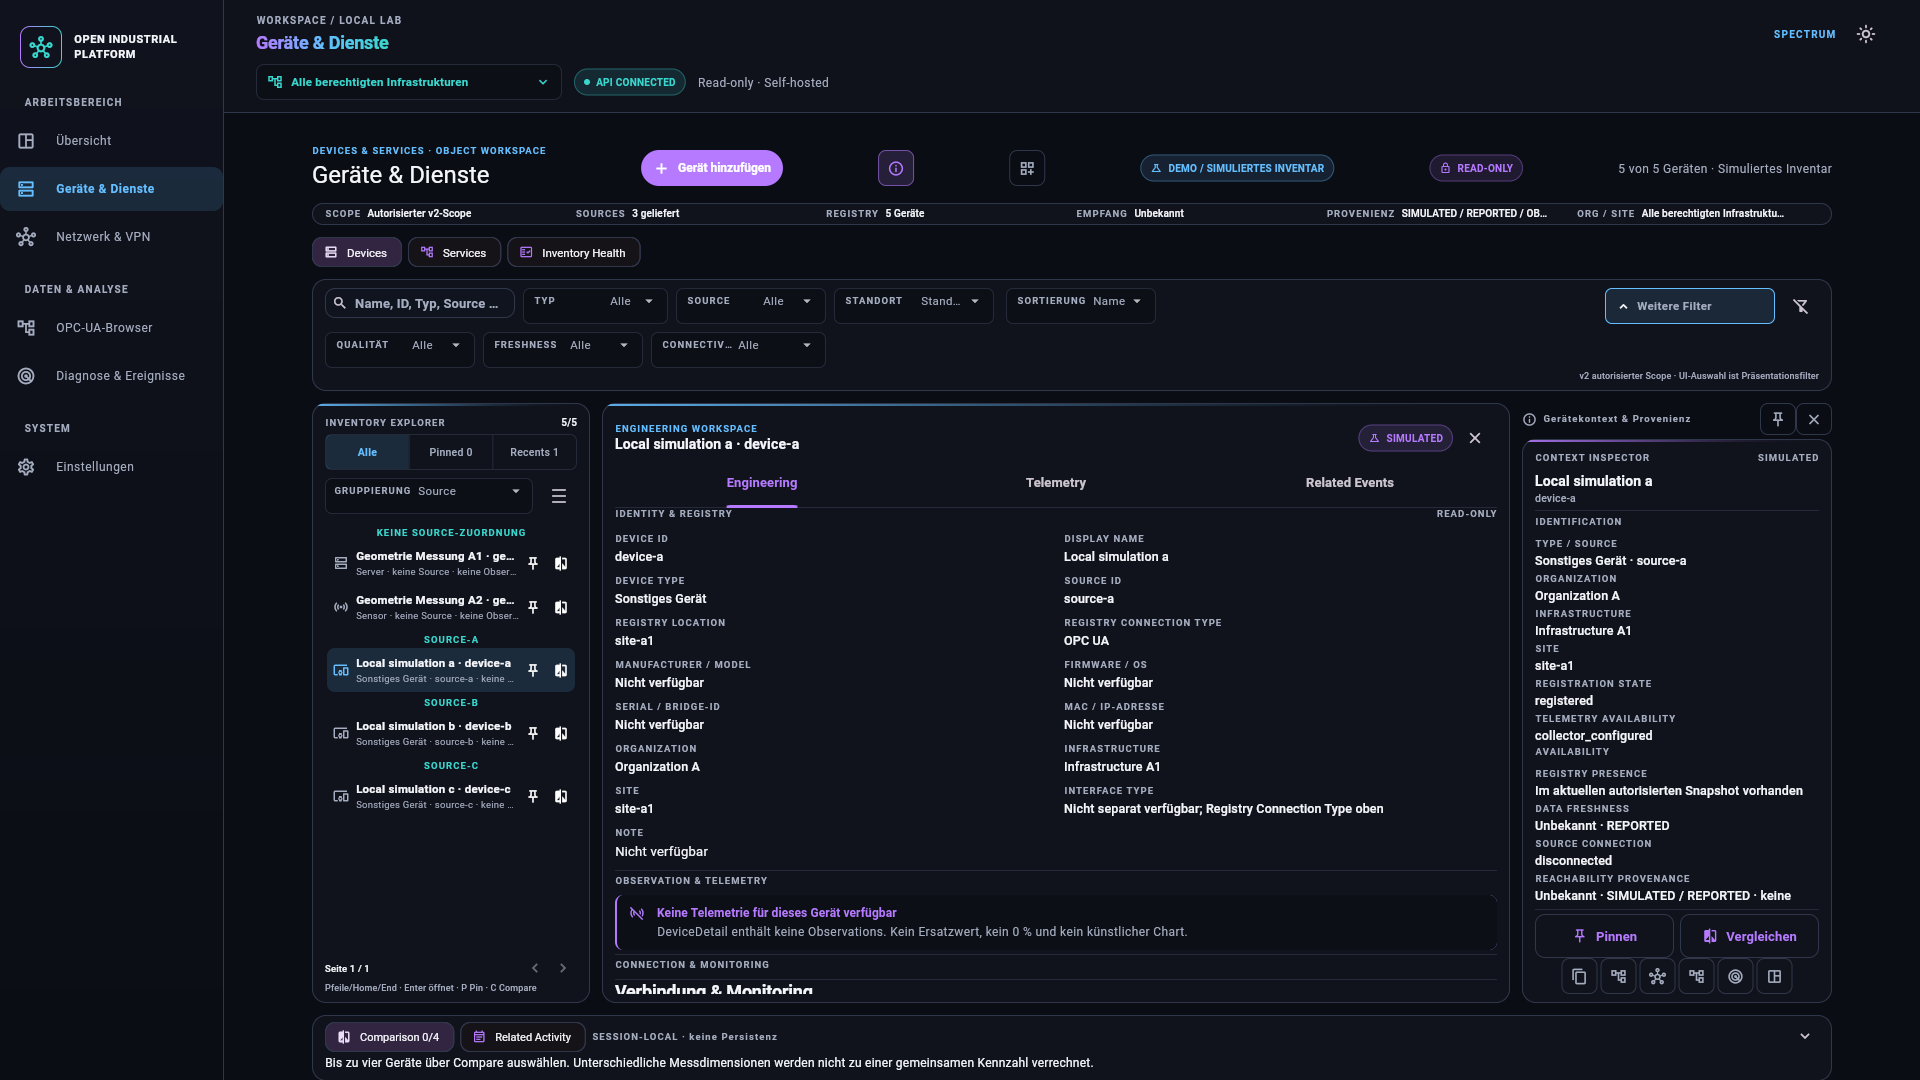 OPEN INDUSTRIAL
PLATFORM
ARBEITSBEREICH
Übersicht
Geräte & Dienste
Netzwerk & VPN
DATEN & ANALYSE
OPC-UA-Browser
Diagnose & Ereignisse
SYSTEM
Einstellungen
WORKSPACE / LOCAL LAB
Geräte & Dienste
SPECTRUM
Alle berechtigten Infrastrukturen
API CONNECTED
Read-only · Self-hosted
DEVICES & SERVICES · OBJECT WORKSPACE
Geräte & Dienste
Gerät hinzufügen
DEMO / SIMULIERTES INVENTAR
READ-ONLY
5 von 5 Geräten · Simuliertes Inventar
SCOPE Autorisierter v2-Scope
SOURCES 3 geliefert
REGISTRY 5 Geräte
EMPFANG Unbekannt
PROVENIENZ SIMULATED / REPORTED / OB...
ORG / SITE Alle berechtigten Infrastruktu...
Devices
Services
Inventory Health
Name, ID, Typ, Source ...
TYP Alle
SOURCE Alle
STANDORT Stand...
SORTIERUNG Name
Weitere Filter
QUALITÄT Alle
FRESHNESS Alle
CONNECTIV... Alle
v2 autorisierter Scope · UI-Auswahl ist Präsentationsfilter
INVENTORY EXPLORER 5/5
Alle
Pinned 0
Recents 1
GRUPPIERUNG Source
KEINE SOURCE-ZUORDNUNG
Geometrie Messung A1 · ge...
Server · keine Source · keine Obser...
Geometrie Messung A2 · ge...
Sensor · keine Source · keine Obser...
SOURCE-A
Local simulation a · device-a
Sonstiges Gerät · source-a · keine ...
SOURCE-B
Local simulation b · device-b
Sonstiges Gerät · source-b · keine ...
SOURCE-C
Local simulation c · device-c
Sonstiges Gerät · source-c · keine ...
Seite 1 / 1
Pfeile/Home/End · Enter öffnet · P Pin · C Compare
ENGINEERING WORKSPACE
Local simulation a · device-a
SIMULATED
Engineering
Telemetry
Related Events
IDENTITY & REGISTRY
READ-ONLY
DEVICE ID
device-a
DISPLAY NAME
Local simulation a
DEVICE TYPE
Sonstiges Gerät
SOURCE ID
source-a
REGISTRY LOCATION
site-a1
REGISTRY CONNECTION TYPE
OPC UA
MANUFACTURER / MODEL
Nicht verfügbar
FIRMWARE / OS
Nicht verfügbar
SERIAL / BRIDGE-ID
Nicht verfügbar
MAC / IP-ADRESSE
Nicht verfügbar
ORGANIZATION
Organization A
INFRASTRUCTURE
Infrastructure A1
SITE
site-a1
INTERFACE TYPE
Nicht separat verfügbar; Registry Connection Type oben
NOTE
Nicht verfügbar
OBSERVATION & TELEMETRY
Keine Telemetrie für dieses Gerät verfügbar
DeviceDetail enthält keine Observations. Kein Ersatzwert, kein 0 % und kein künstlicher Chart.
CONNECTION & MONITORING
Verbindung & Monitoring
Gerätekontext & Provenienz
CONTEXT INSPECTOR
SIMULATED
Local simulation a
device-a
IDENTIFICATION
TYPE / SOURCE
Sonstiges Gerät · source-a
ORGANIZATION
Organization A
INFRASTRUCTURE
Infrastructure A1
SITE
site-a1
REGISTRATION STATE
registered
TELEMETRY AVAILABILITY
collector_configured
AVAILABILITY
REGISTRY PRESENCE
Im aktuellen autorisierten Snapshot vorhanden
DATA FRESHNESS
Unbekannt · REPORTED
SOURCE CONNECTION
disconnected
REACHABILITY PROVENANCE
Unbekannt · SIMULATED / REPORTED · keine
Pinnen
Vergleichen
Comparison 0/4
Related Activity
SESSION-LOCAL · keine Persistenz
Bis zu vier Geräte über Compare auswählen. Unterschiedliche Messdimensionen werden nicht zu einer gemeinsamen Kennzahl verrechnet.